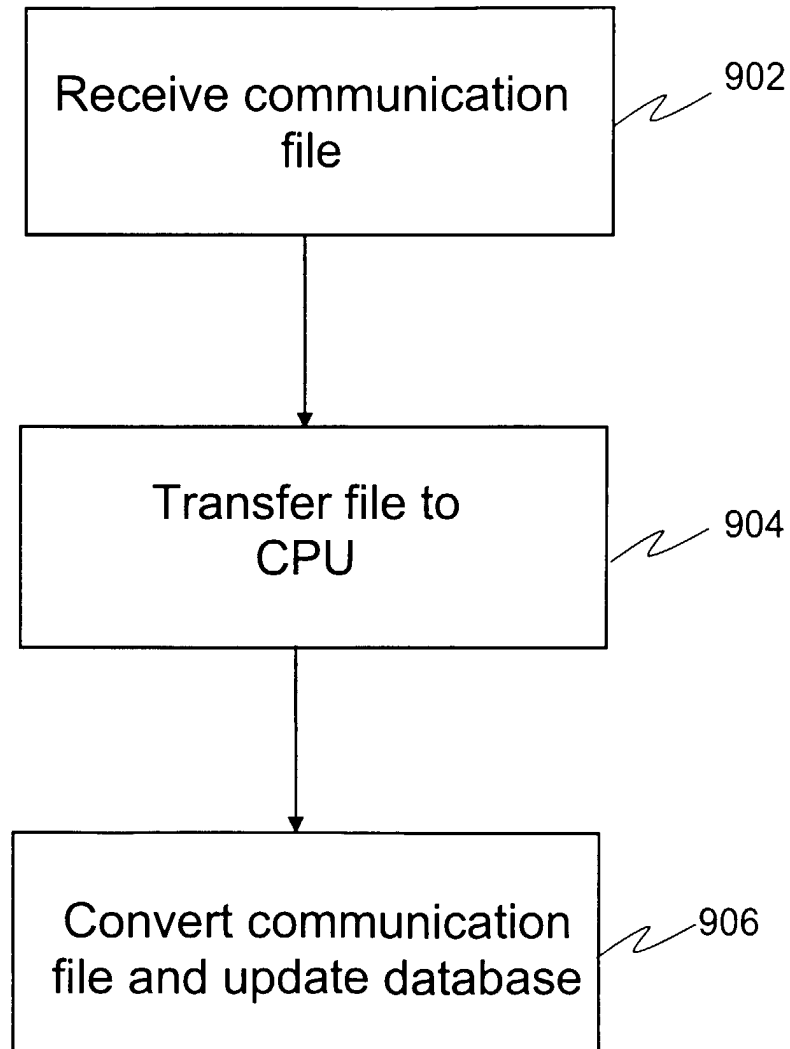 Receive communication
file
902
Transfer file to
CPU
904
Convert communication
file and update database
906